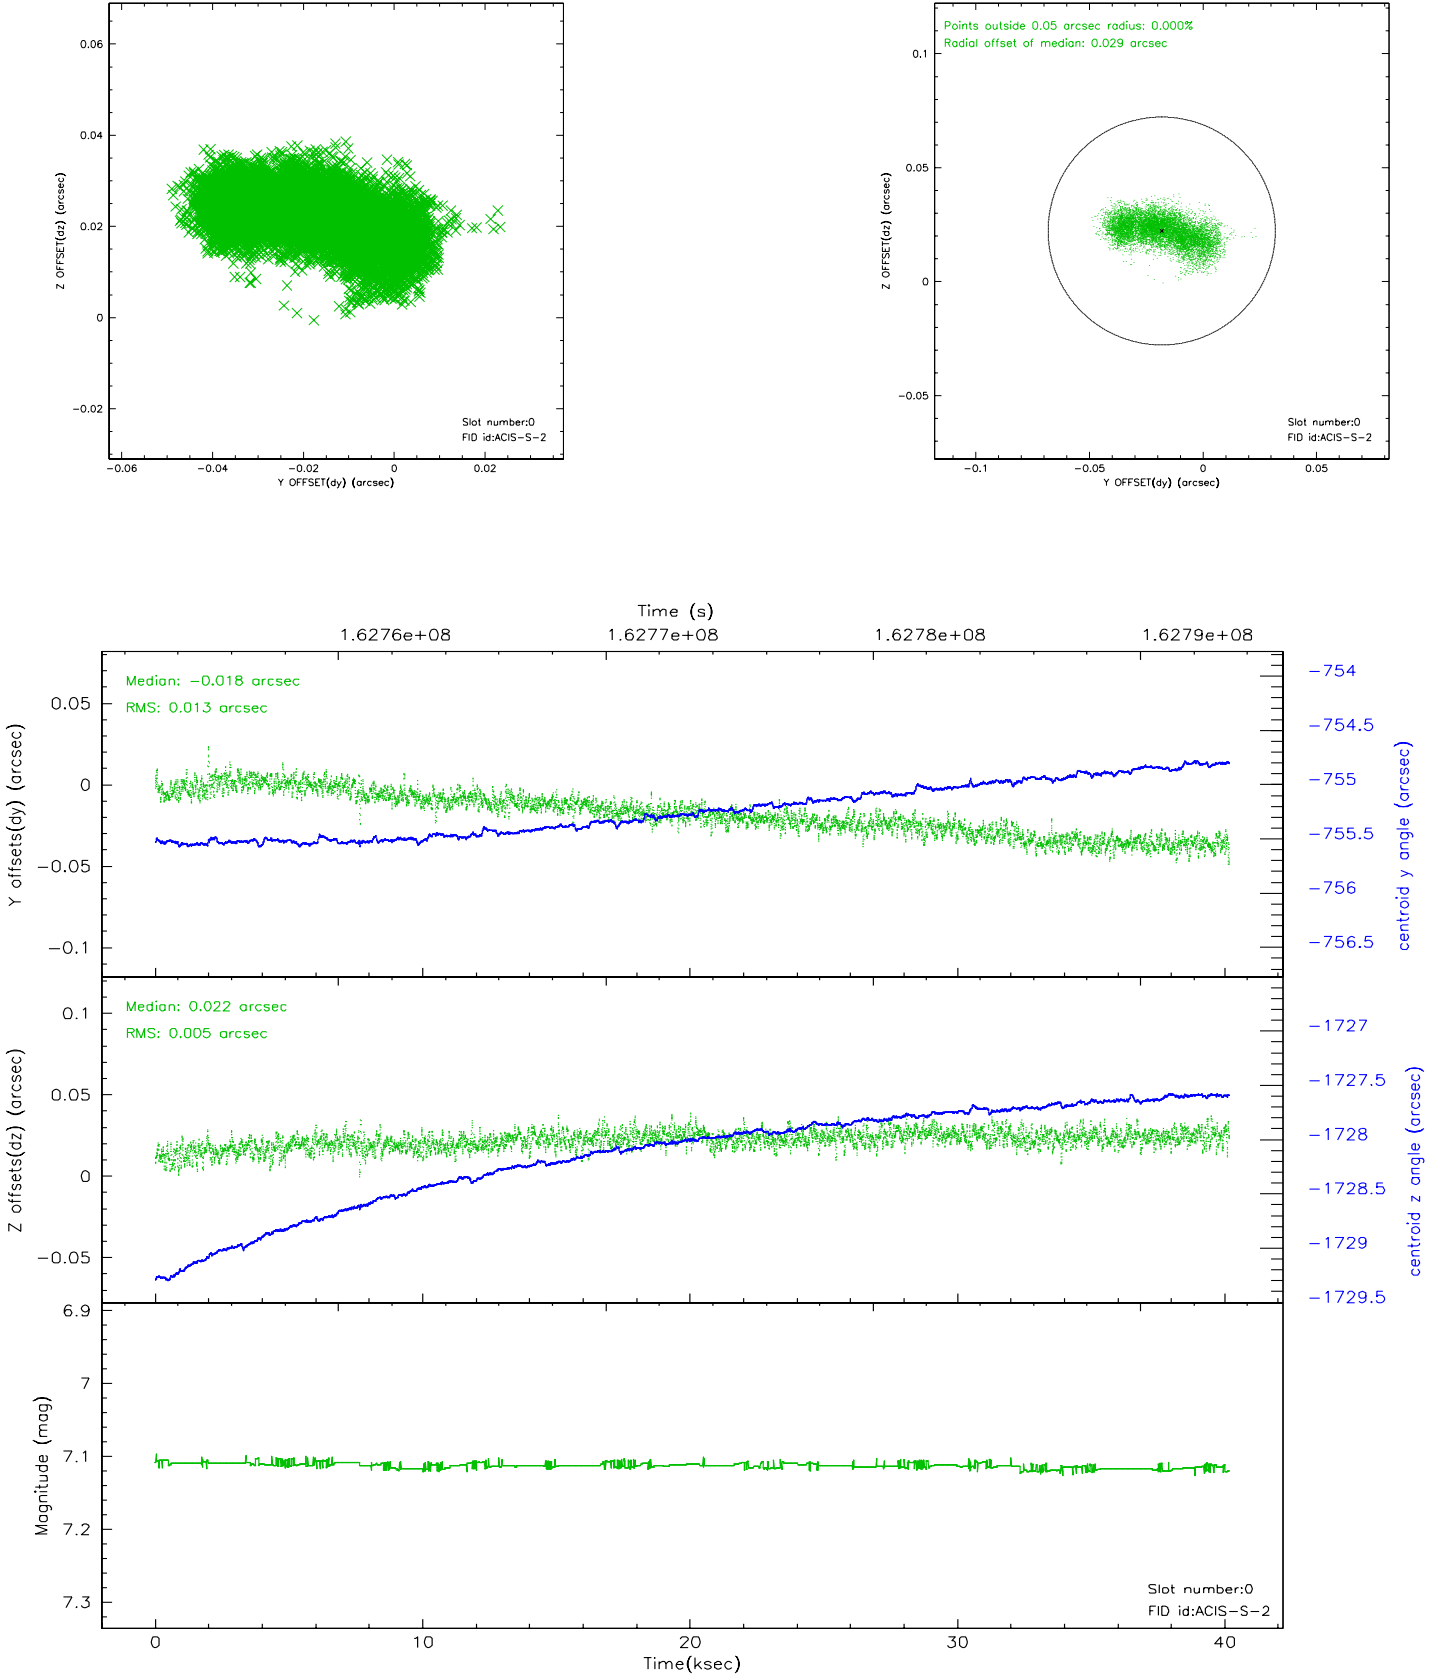 0.06
0.04
0.02
0
−0.02
Z OFFSET(dz) (arcsec)
−0.06
−0.04
−0.02
0
0.02
Y OFFSET(dy) (arcsec)
Slot number:0
FID id:ACIS−S−2
Points outside 0.05 arcsec radius: 0.000%
Radial offset of median: 0.029 arcsec
0.1
0.05
0
−0.05
Z OFFSET(dz) (arcsec)
−0.1
−0.05
0
0.05
Y OFFSET(dy) (arcsec)
Slot number:0
FID id:ACIS−S−2
Time (s)
1.6276e+08
1.6277e+08
1.6278e+08
1.6279e+08
Median: −0.018 arcsec
RMS: 0.013 arcsec
0.05
0
−0.05
−0.1
Y offsets(dy) (arcsec)
−754
−754.5
−755
−755.5
−756
−756.5
centroid y angle (arcsec)
Median: 0.022 arcsec
RMS: 0.005 arcsec
0.1
0.05
0
−0.05
Z offsets(dz) (arcsec)
−1727
−1727.5
−1728
−1728.5
−1729
−1729.5
centroid z angle (arcsec)
6.9
7
7.1
7.2
7.3
Magnitude (mag)
Slot number:0
FID id:ACIS−S−2
0
10
20
30
40
Time(ksec)